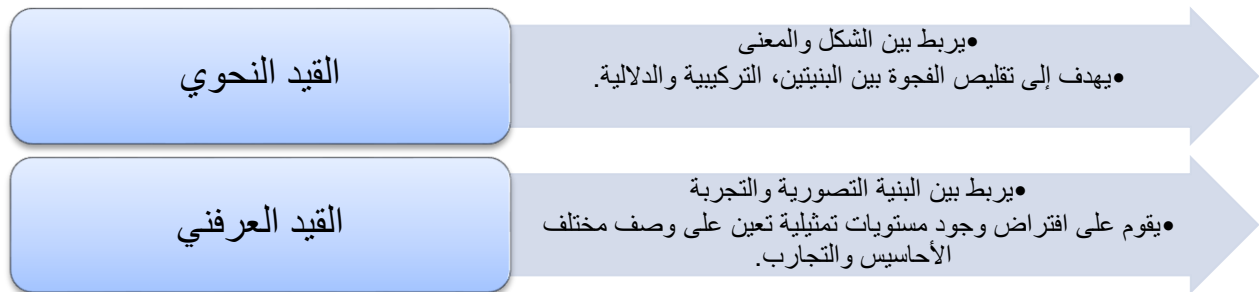 القيد النحوي
•يربط بين الشكل والمعنى
•يهدف إلى تقليص الفجوة بين البنيتين، التركيبية والدلالية.
القيد العرفني
•يربط بين البنية التصورية والتجربة
•يقوم على افتراض وجود مستويات تمثيلية تعين على وصف مختلف
الأحاسيس والتجارب.